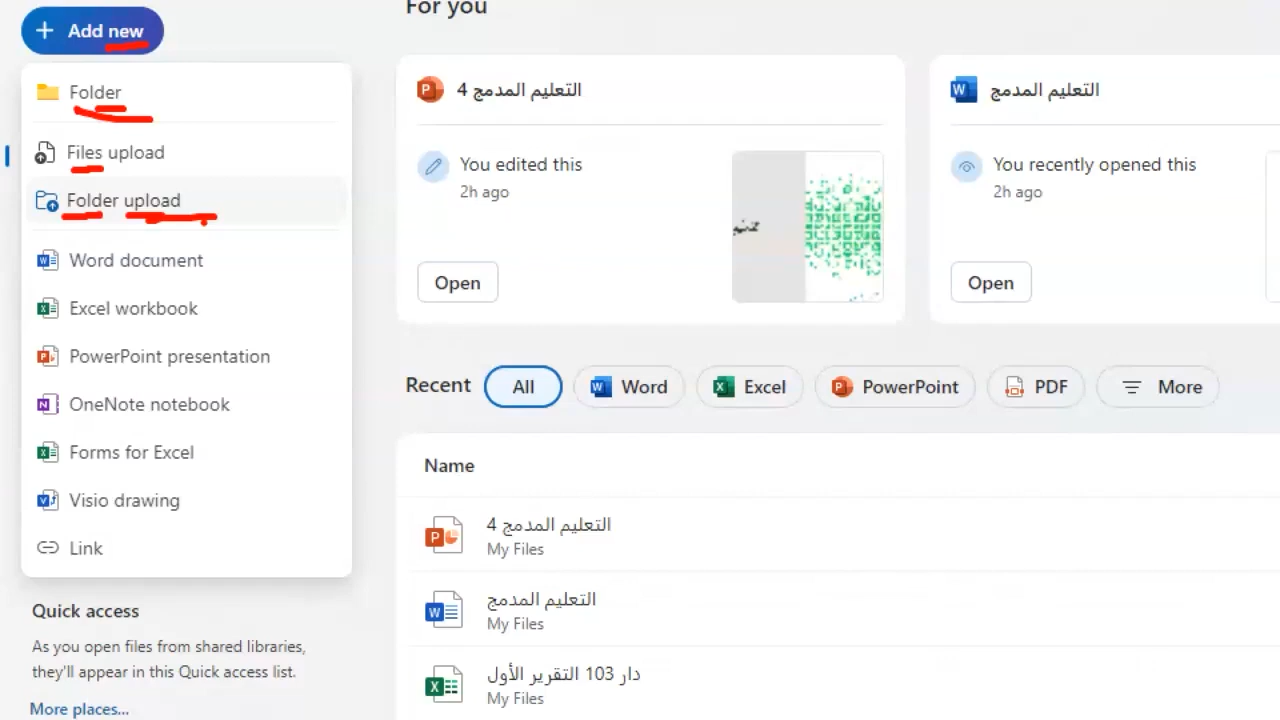 Add new
Folder
Files upload
Folder upload
Word document
Excel workbook
PowerPoint presentation
OneNote notebook
Forms for Excel
Visio drawing
Link
Quick access
As you open files from shared libraries,
they'll appear in this Quick access list.
More places...
For you
التعليم المدمج 4
You edited this
2h ago
Open
التعليم المدمج
You recently opened this
2h ago
Open
Recent All Word Excel PowerPoint PDF More
Name
التعليم المدمج 4
My Files
التعليم المدمج
My Files
دار 103 التقرير الأول
My Files